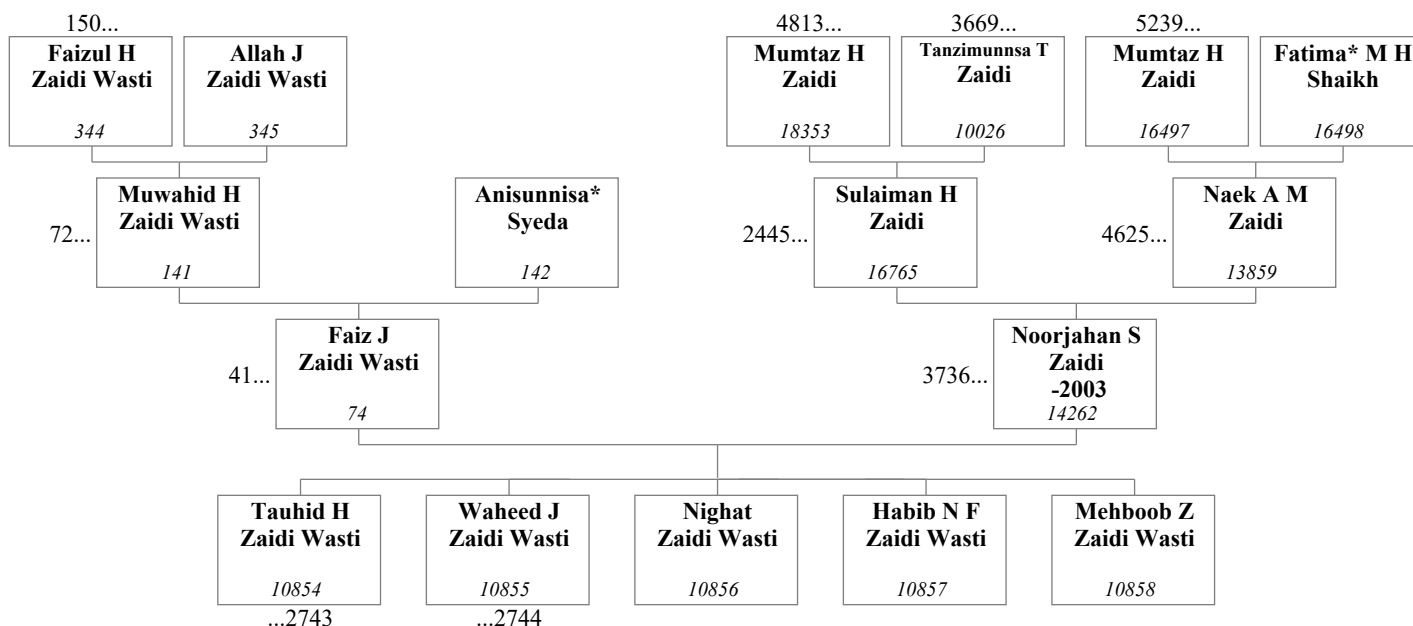 150...
4813...
3669...
5239...
Faizul H
Zaidi Wasti
344
Allah J
Zaidi Wasti
345
Mumtaz H
Zaidi
18353
Tanzimunnsa T
Zaidi
10026
Mumtaz H
Zaidi
16497
Fatima* M H
Shaikh
16498
72...
Muwahid H
Zaidi Wasti
141
Anisunnisa*
Syeda
142
2445...
Sulaiman H
Zaidi
16765
4625...
Naek A M
Zaidi
13859
41...
Faiz J
Zaidi Wasti
74
3736...
Noorjahan S
Zaidi
-2003
14262
Tauhid H
Zaidi Wasti
10854
...2743
Waheed J
Zaidi Wasti
10855
...2744
Nighat
Zaidi Wasti
10856
Habib N F
Zaidi Wasti
10857
Mehboob Z
Zaidi Wasti
10858